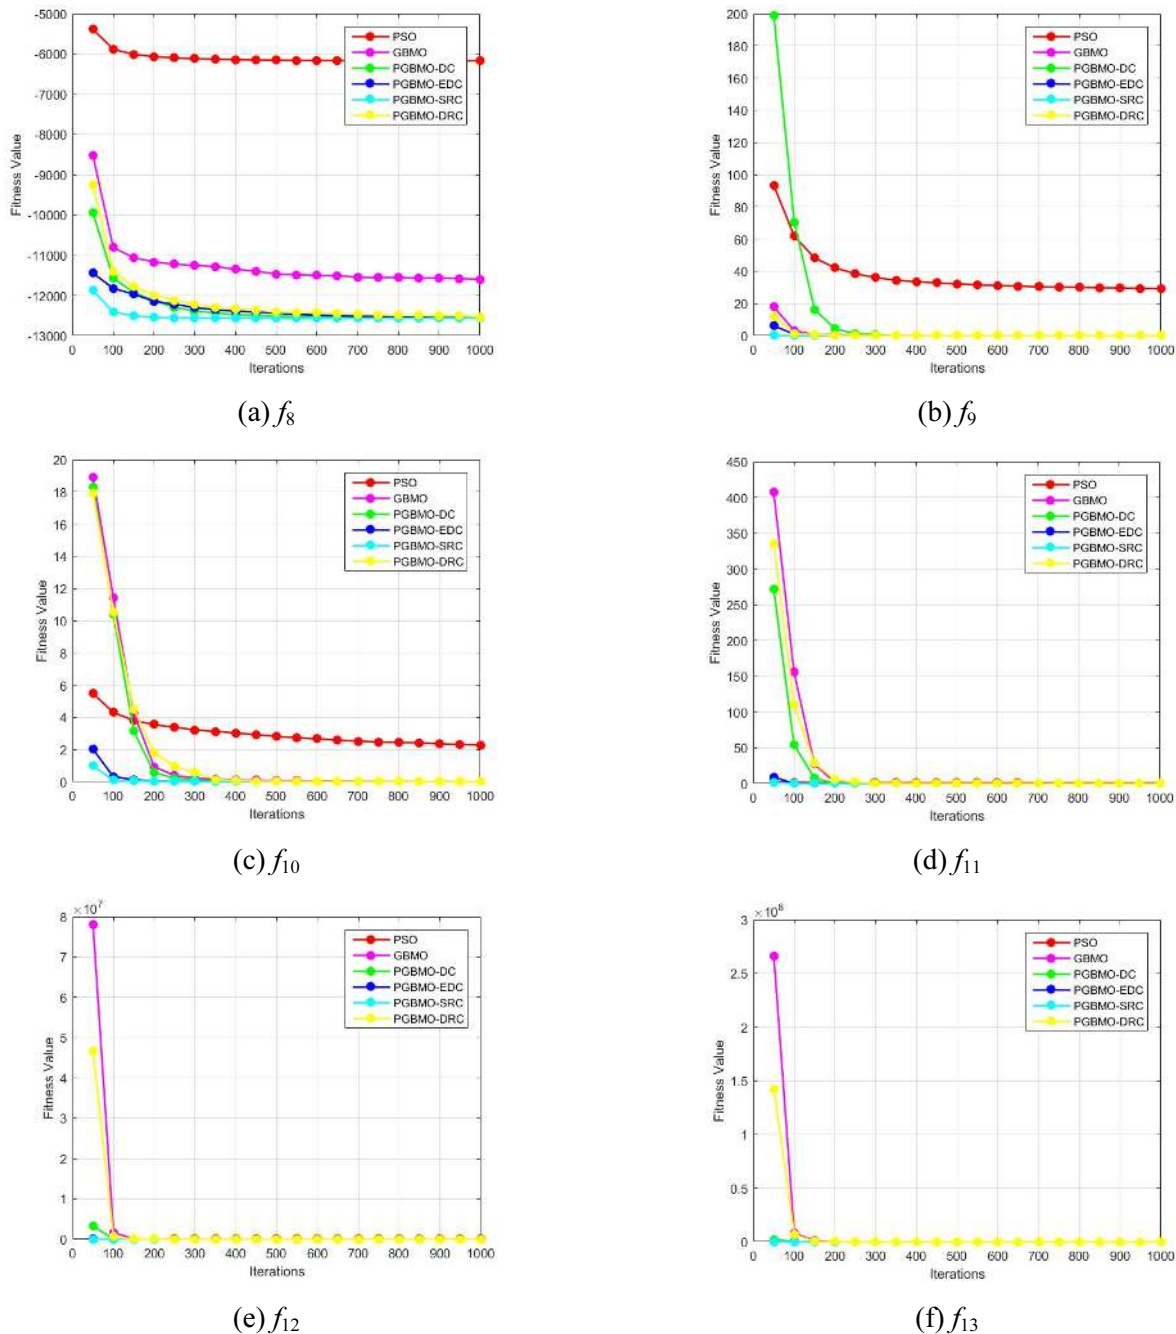 -5000
-6000
-7000
-8000
-9000
-10000
-11000
-12000
-13000
Fitness Value
0 100 200 300 400 500 600 700 800 900 1000
Iterations
PSO
GBMO
PGBMO-DC
PGBMO-EDC
PGBMO-SRC
PGBMO-DRC
(a) f8
200
180
160
140
120
100
80
60
40
20
0
Fitness Value
0 100 200 300 400 500 600 700 800 900 1000
Iterations
PSO
GBMO
PGBMO-DC
PGBMO-EDC
PGBMO-SRC
PGBMO-DRC
(b) f9
20
18
16
14
12
10
8
6
4
2
0
Fitness Value
0 100 200 300 400 500 600 700 800 900 1000
Iterations
PSO
GBMO
PGBMO-DC
PGBMO-EDC
PGBMO-SRC
PGBMO-DRC
(c) f10
450
400
350
300
250
200
150
100
50
0
Fitness Value
0 100 200 300 400 500 600 700 800 900 1000
Iterations
PSO
GBMO
PGBMO-DC
PGBMO-EDC
PGBMO-SRC
PGBMO-DRC
(d) f11
×10^7
8
7
6
5
4
3
2
1
0
Fitness Value
0 100 200 300 400 500 600 700 800 900 1000
Iterations
PSO
GBMO
PGBMO-DC
PGBMO-EDC
PGBMO-SRC
PGBMO-DRC
(e) f12
×10^8
3
2.5
2
1.5
1
0.5
0
Fitness Value
0 100 200 300 400 500 600 700 800 900 1000
Iterations
PSO
GBMO
PGBMO-DC
PGBMO-EDC
PGBMO-SRC
PGBMO-DRC
(f) f13